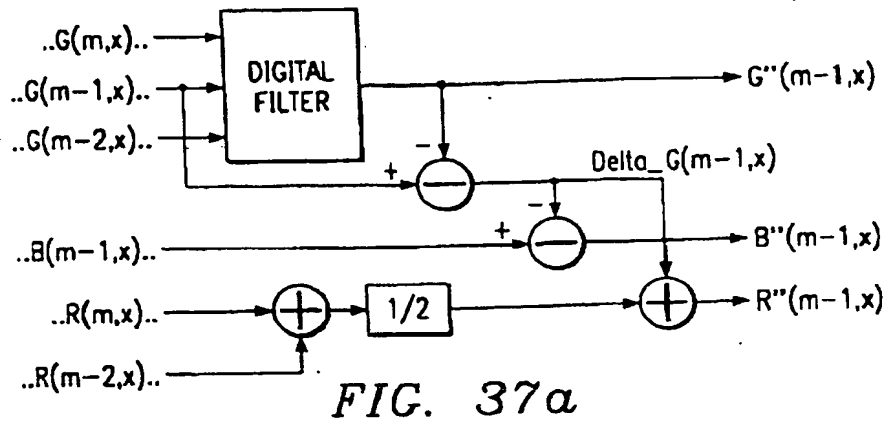 ..G(m,x)..
..G(m-1,x)..
..G(m-2,x)..
DIGITAL
FILTER
G''(m-1,x)
-
+
-
Delta_G(m-1,x)
-
+
-
..B(m-1,x)..
B''(m-1,x)
..R(m,x)..
+
1/2
+
R''(m-1,x)
..R(m-2,x)..
FIG. 37a